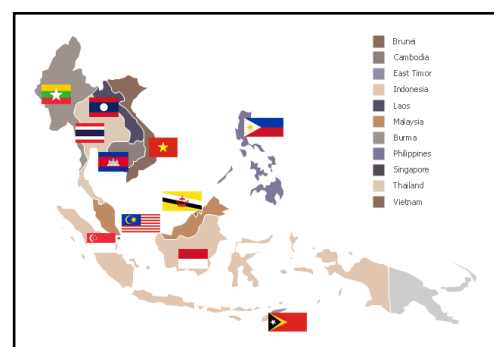 Brunei
Cambodia
East Timor
Indonesia
Laos
Malaysia
Burma
Philippines
Singapore
Thailand
Vietnam